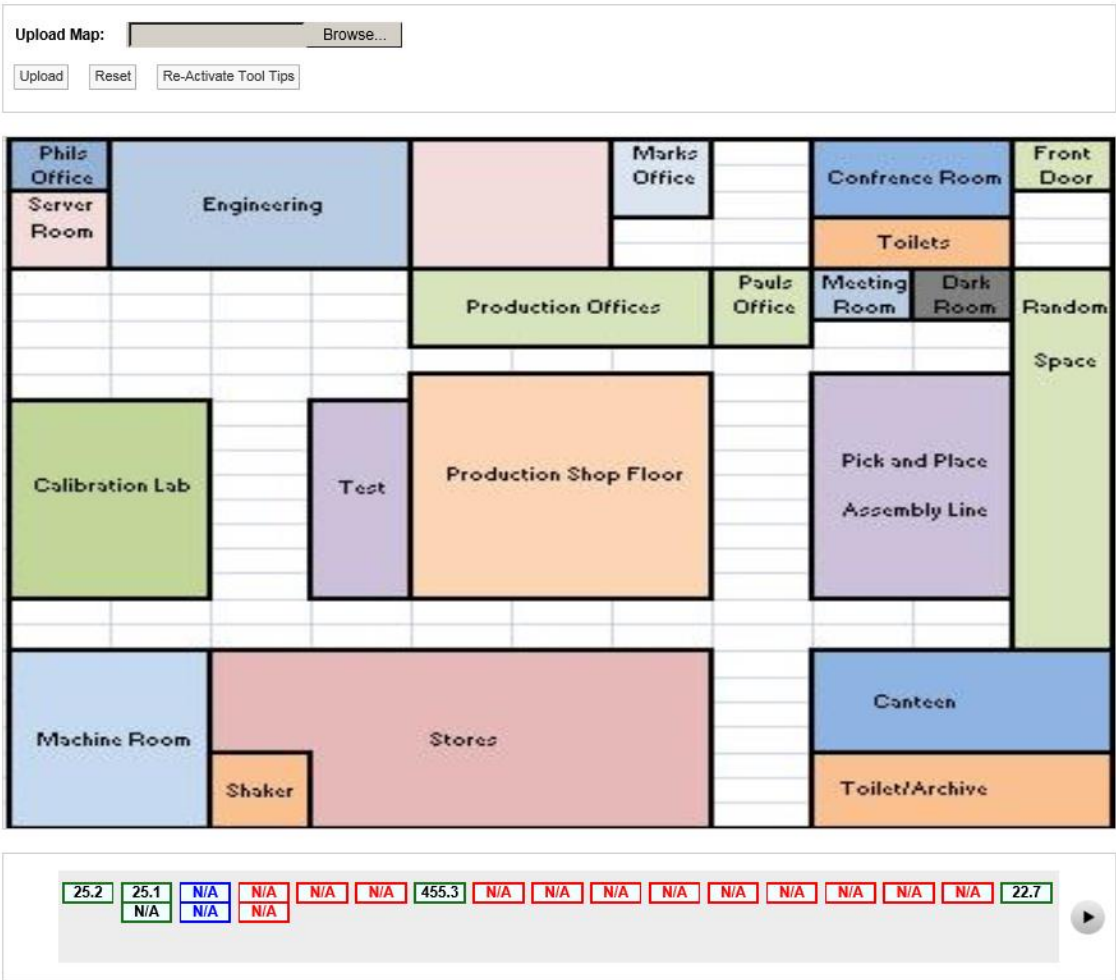 Upload Map: Browse...
Upload Reset Re-Activate Tool Tips
Phils
Office
Server
Room
Engineering
Marks
Office
Confrence Room
Toilets
Front
Door
Production Offices
Pauls
Office
Meeting
Room
Dark
Room
Random
Space
Calibration Lab
Test
Production Shop Floor
Pick and Place
Assembly Line
Machine Room
Shaker
Stores
Canteen
Toilet/Archive
25.2 25.1 N/A N/A N/A N/A 455.3 N/A N/A N/A N/A N/A N/A N/A N/A N/A 22.7
N/A N/A N/A